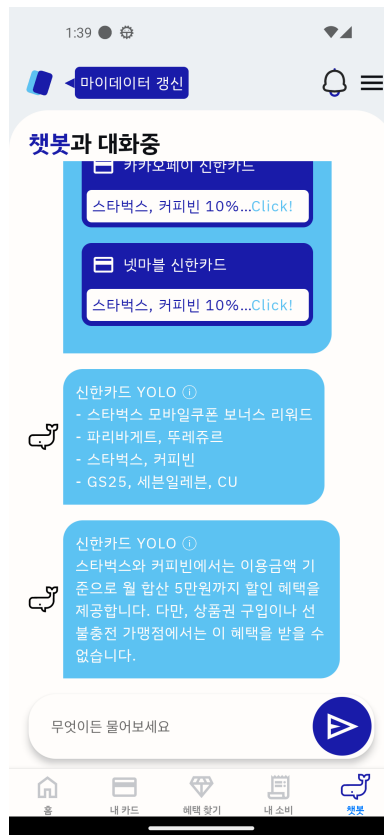 1:39
마이데이터 갱신
챗봇과 대화중
카카오페이 신한카드
스타벅스, 커피빈 10%...Click!
넷마블 신한카드
스타벅스, 커피빈 10%...Click!
신한카드 YOLO ⓘ
- 스타벅스 모바일쿠폰 보너스 리워드
- 파리바게트, 뚜레쥬르
- 스타벅스, 커피빈
- GS25, 세븐일레븐, CU
신한카드 YOLO ⓘ
스타벅스와 커피빈에서는 이용금액 기
준으로 월 합산 5만원까지 할인 혜택을
제공합니다. 다만, 상품권 구입이나 선
불충전 가맹점에서는 이 혜택을 받을 수
없습니다.
무엇이든 물어보세요
홈
내 카드
혜택 찾기
내 소비
챗봇